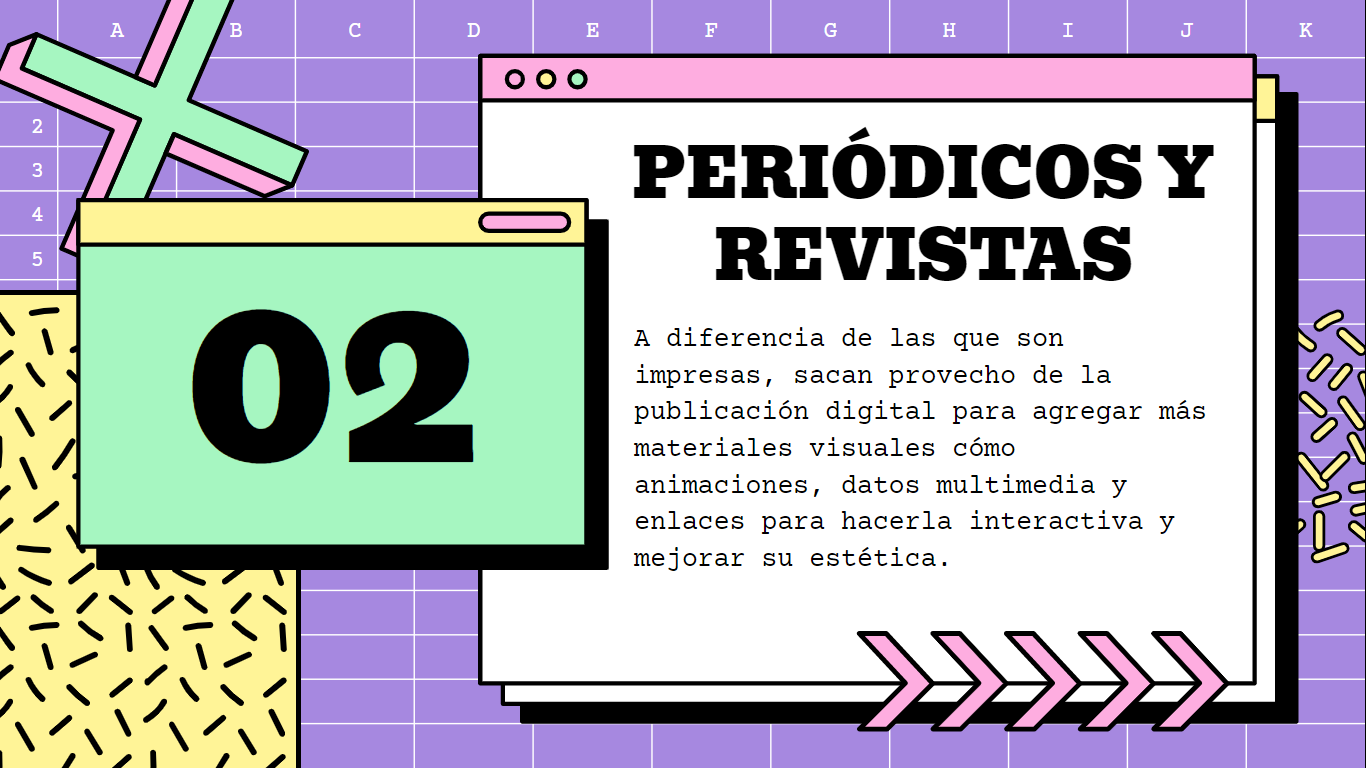 A B C D E F G H I J K
2
3
4
5
02
PERIÓDICOS Y
REVISTAS
A diferencia de las que son
impresas, sacan provecho de la
publicación digital para agregar más
materiales visuales cómo
animaciones, datos multimedia y
enlaces para hacerla interactiva y
mejorar su estética.